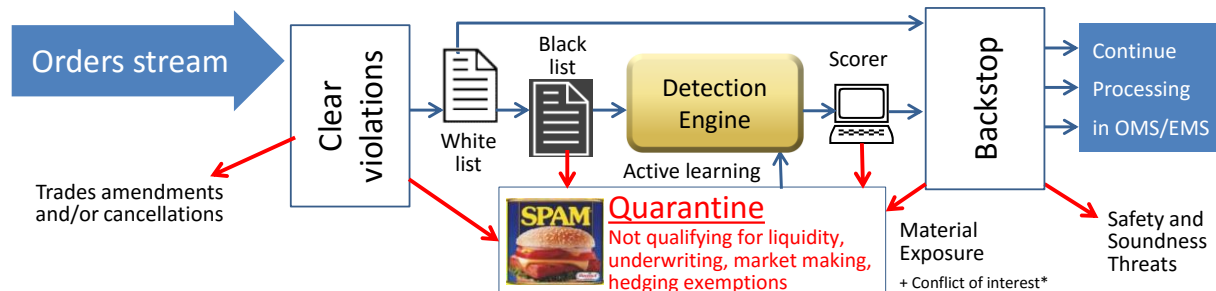 Orders stream
Clear
violations
White
list
Black
list
Detection
Engine
Scorer
Backstop
Continue
Processing
in OMS/EMS
Active learning
Trades amendments
and/or cancellations
SPAM
Quarantine
Not qualifying for liquidity,
underwriting, market making,
hedging exemptions
Material
Exposure
+ Conflict of interest*
Safety and
Soundness
Threats